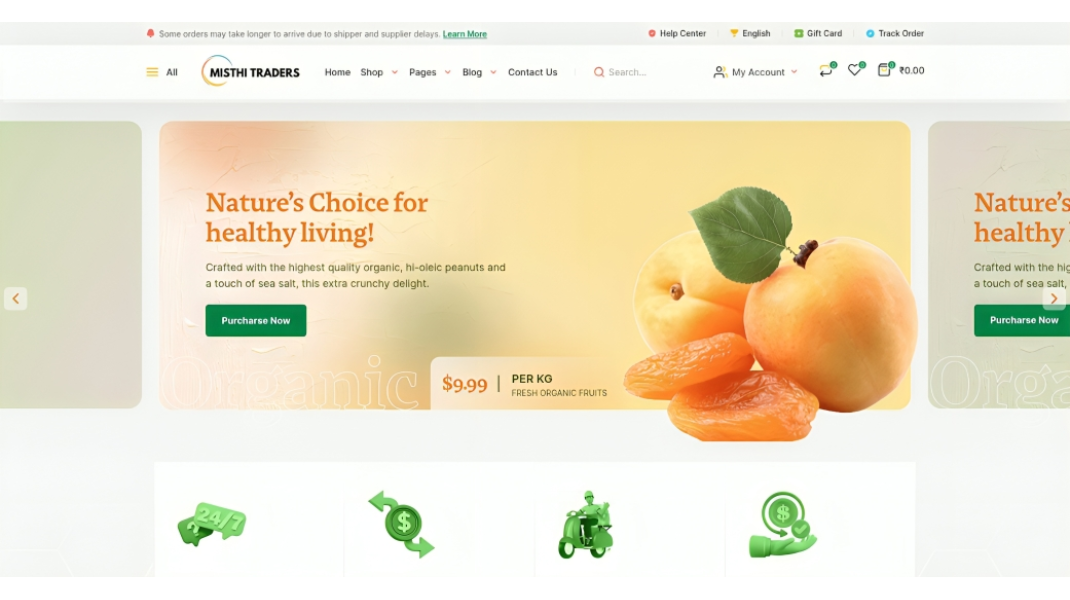 Some orders may take longer to arrive due to shipper and supplier delays. Learn More
Help Center
English
Gift Card
Track Order
All
MISTHI TRADERS
Home
Shop
Pages
Blog
Contact Us
Search...
My Account
0
0
0
₹0.00
Nature's Choice for
healthy living!
Crafted with the highest quality organic, hi-oleic peanuts and
a touch of sea salt, this extra crunchy delight.
Purcharse Now
Organic
$9.99
PER KG
FRESH ORGANIC FRUITS
24/7
$
$
Nature's
healthy
Crafted with the hig
a touch of sea salt,
Purcharse Now
Orga